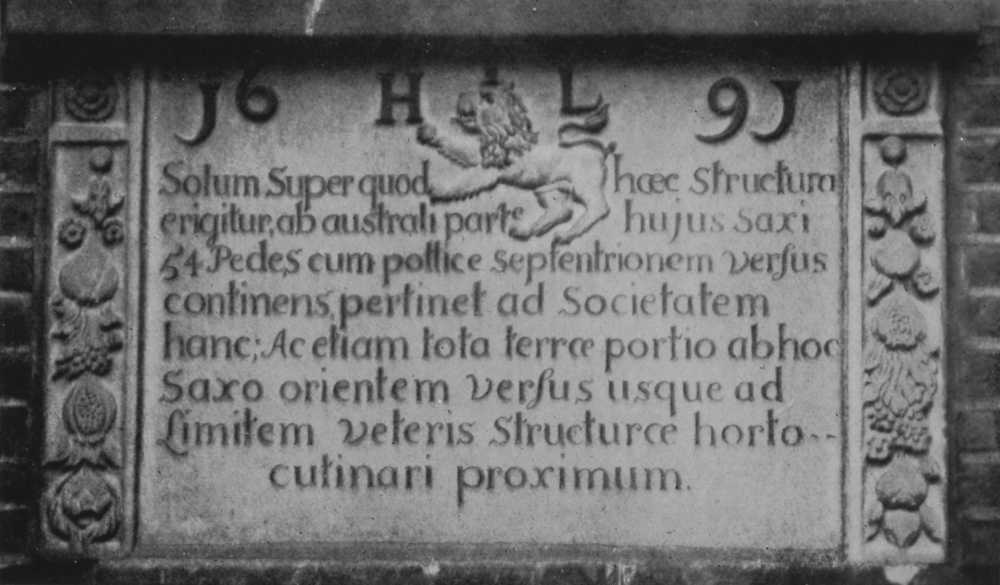 16 H I L 91
Solum Super quod hæc Structura
erigitur, ab australi parte hujus Saxi
54 Pedes cum pollice septentrionem verſus
continens, pertinet ad Societatem
hanc; Ac etiam tota terræ portio abhoc
Saxo orientem verſus usque ad
Limitem veteris Structuræ horto--
culinari proximum.